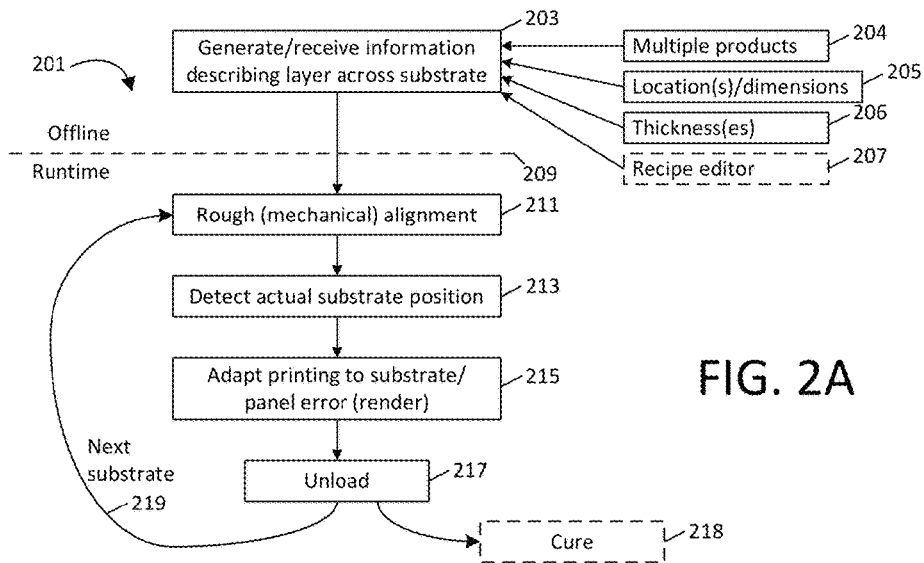 203
Generate/receive information
describing layer across substrate
Multiple products
204
201
Location(s)/dimensions
205
Thickness(es)
206
Offline
Recipe editor
207
209
Runtime
Rough (mechanical) alignment
211
Detect actual substrate position
213
Adapt printing to substrate/
panel error (render)
215
FIG. 2A
Next
substrate
219
Unload
217
Cure
218